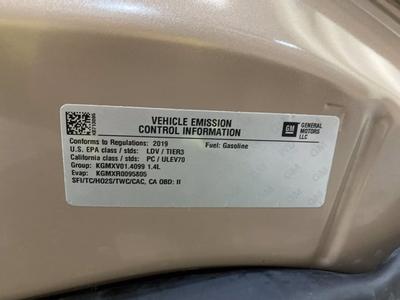 VEHICLE EMISSION
CONTROL INFORMATION
GM
GENERAL
MOTORS
LLC
Conforms to Regulations: 2019
Fuel: Gasoline
U.S. EPA class / stds: LDV / TIER3
California class / stds: PC / ULEV70
Group: KGMXV01.4099 1.4L
Evap: KGMXR0095805
SFI/TC/HO2S/TWC/CAC, CA OBD: II